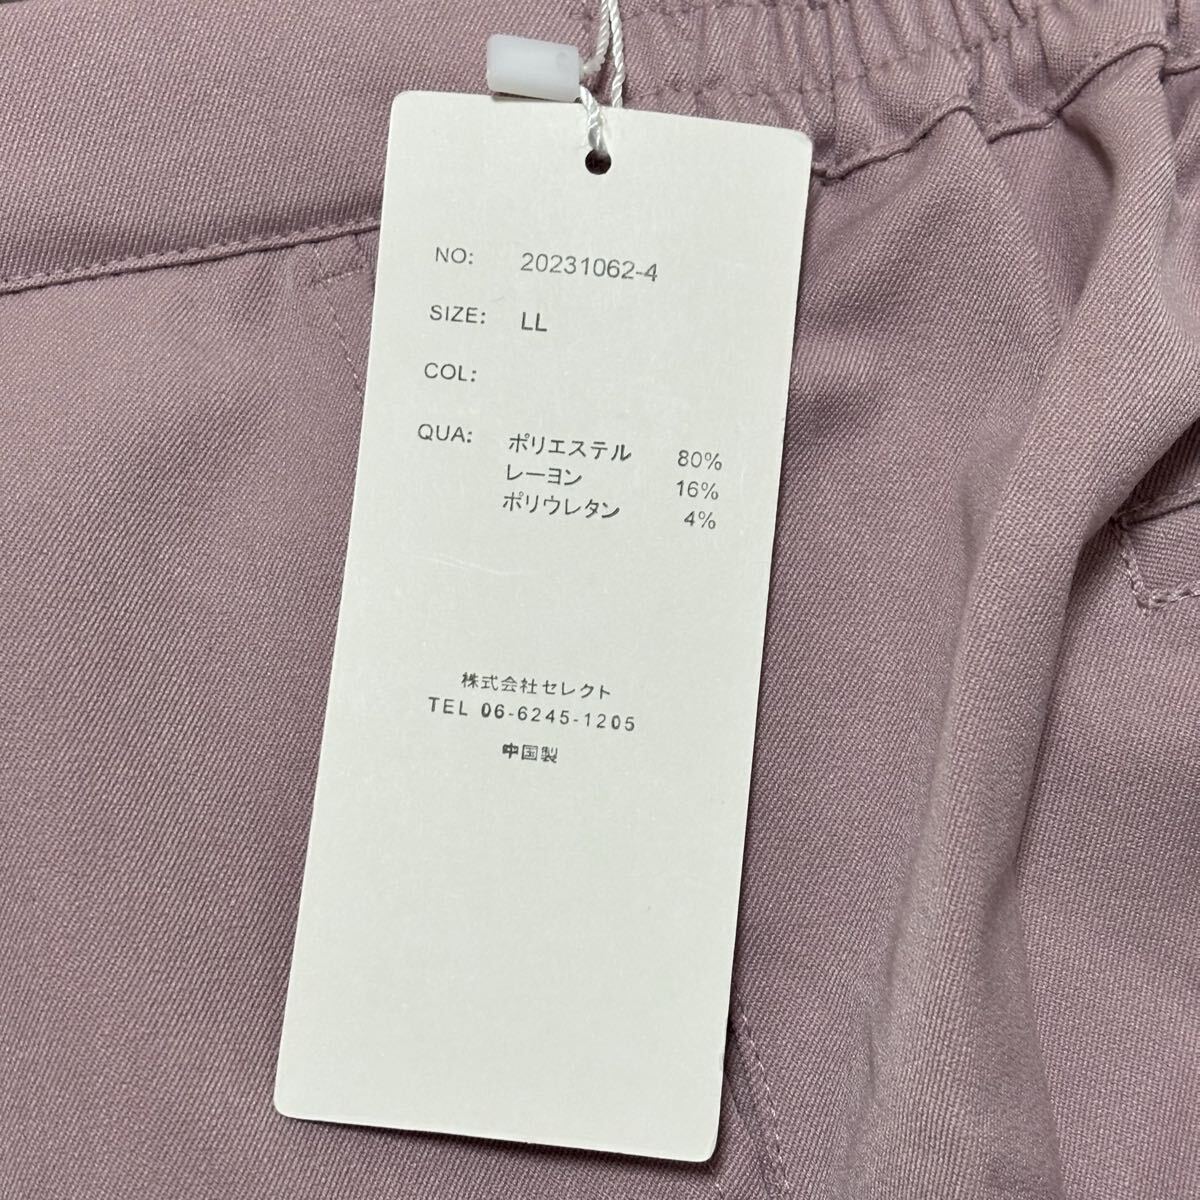 NO: 20231062-4
SIZE: LL
COL:
QUA: ポリエステル 80%
レーヨン 16%
ポリウレタン 4%
株式会社セレクト
TEL 06-6245-1205
中国製